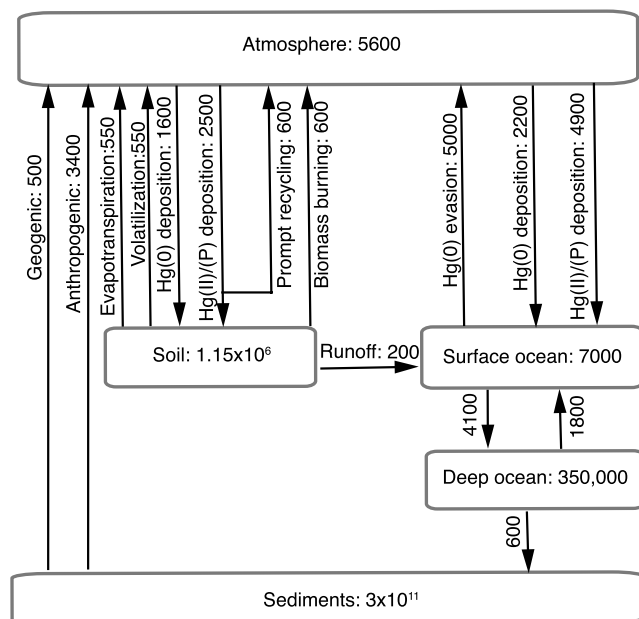 Atmosphere: 5600
Geogenic: 500
Anthropogenic: 3400
Evapotranspiration:550
Volatilization:550
Hg(0) deposition: 1600
Hg(II)/(P) deposition: 2500
Prompt recycling: 600
Biomass burning: 600
Hg(0) evasion: 5000
Hg(0) deposition: 2200
Hg(II)/(P) deposition: 4900
Soil: 1.15x10⁶
Runoff: 200
Surface ocean: 7000
4100
1800
Deep ocean: 350,000
600
Sediments: 3x10¹¹